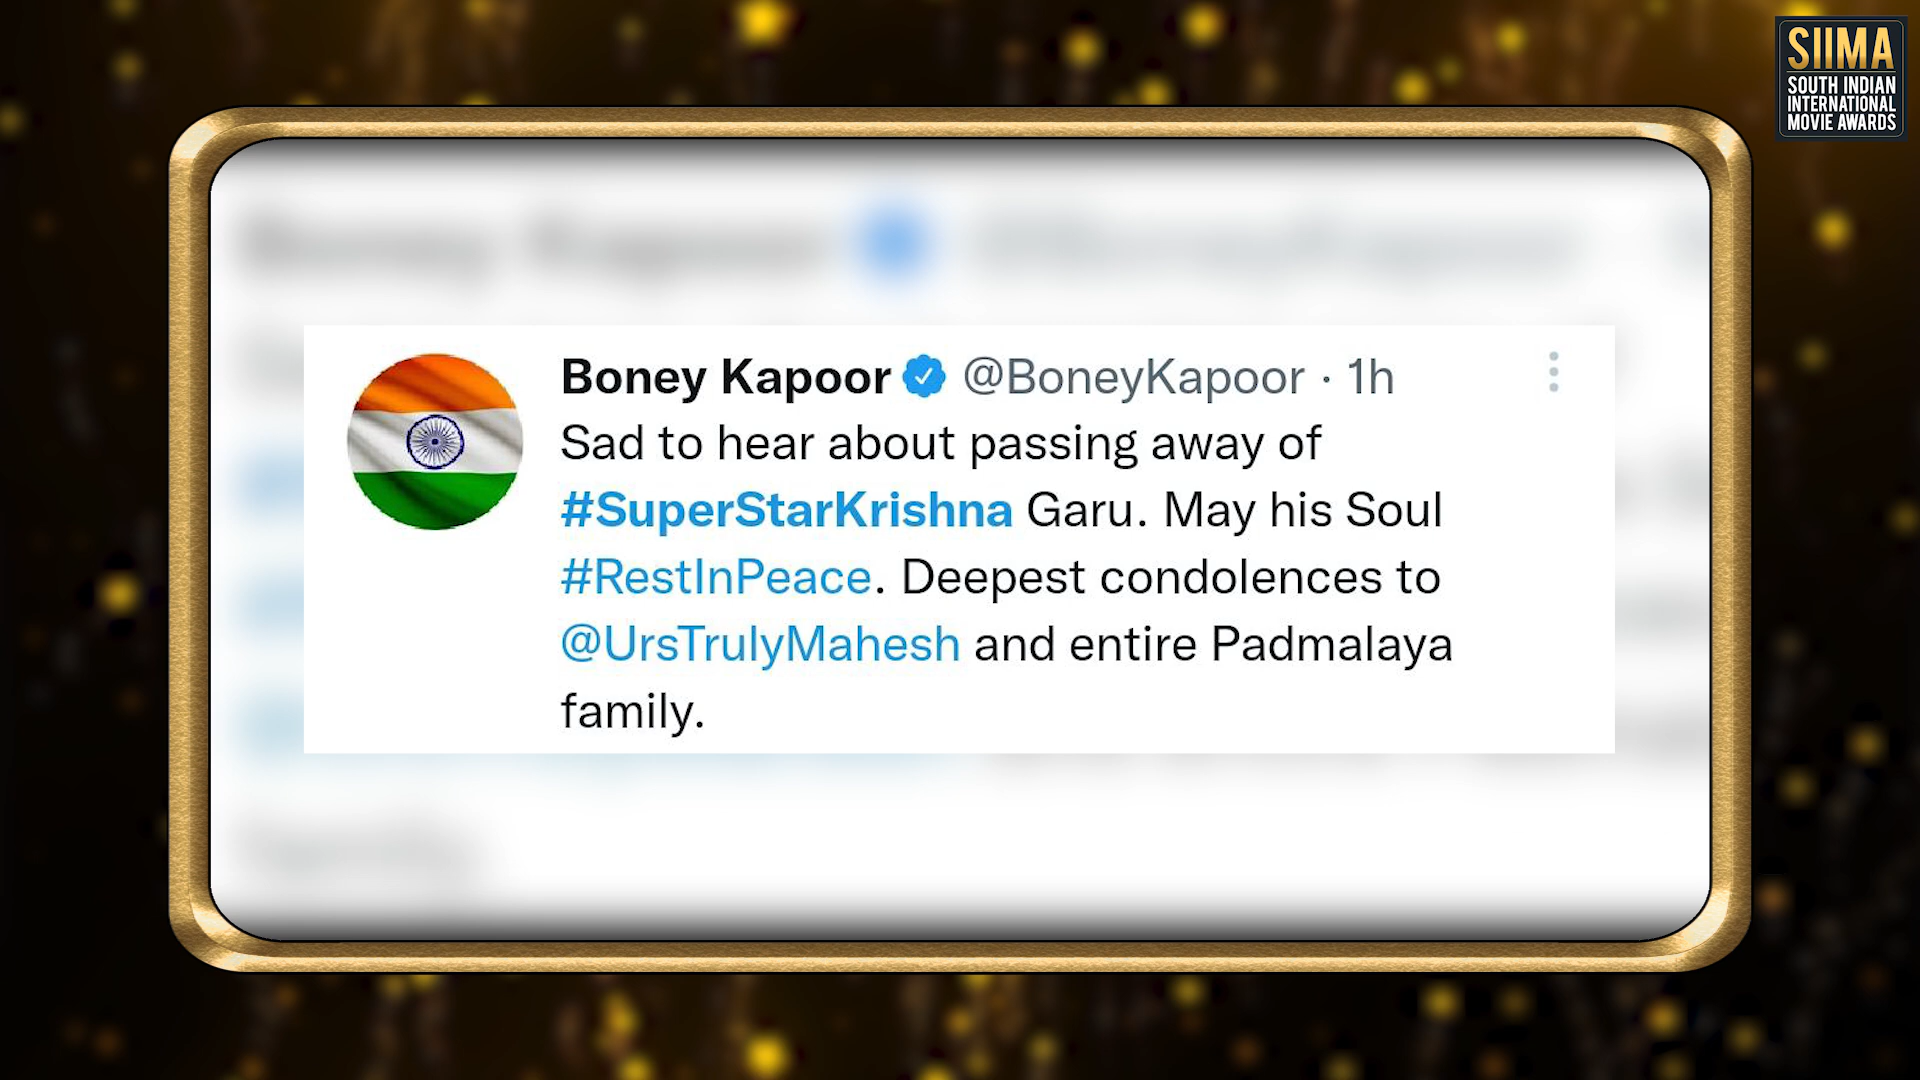 SIIMA
SOUTH INDIAN
INTERNATIONAL
MOVIE AWARDS
Boney Kapoor @BoneyKapoor · 1h
Sad to hear about passing away of
#SuperStarKrishna Garu. May his Soul
#RestInPeace. Deepest condolences to
@UrsTrulyMahesh and entire Padmalaya
family.